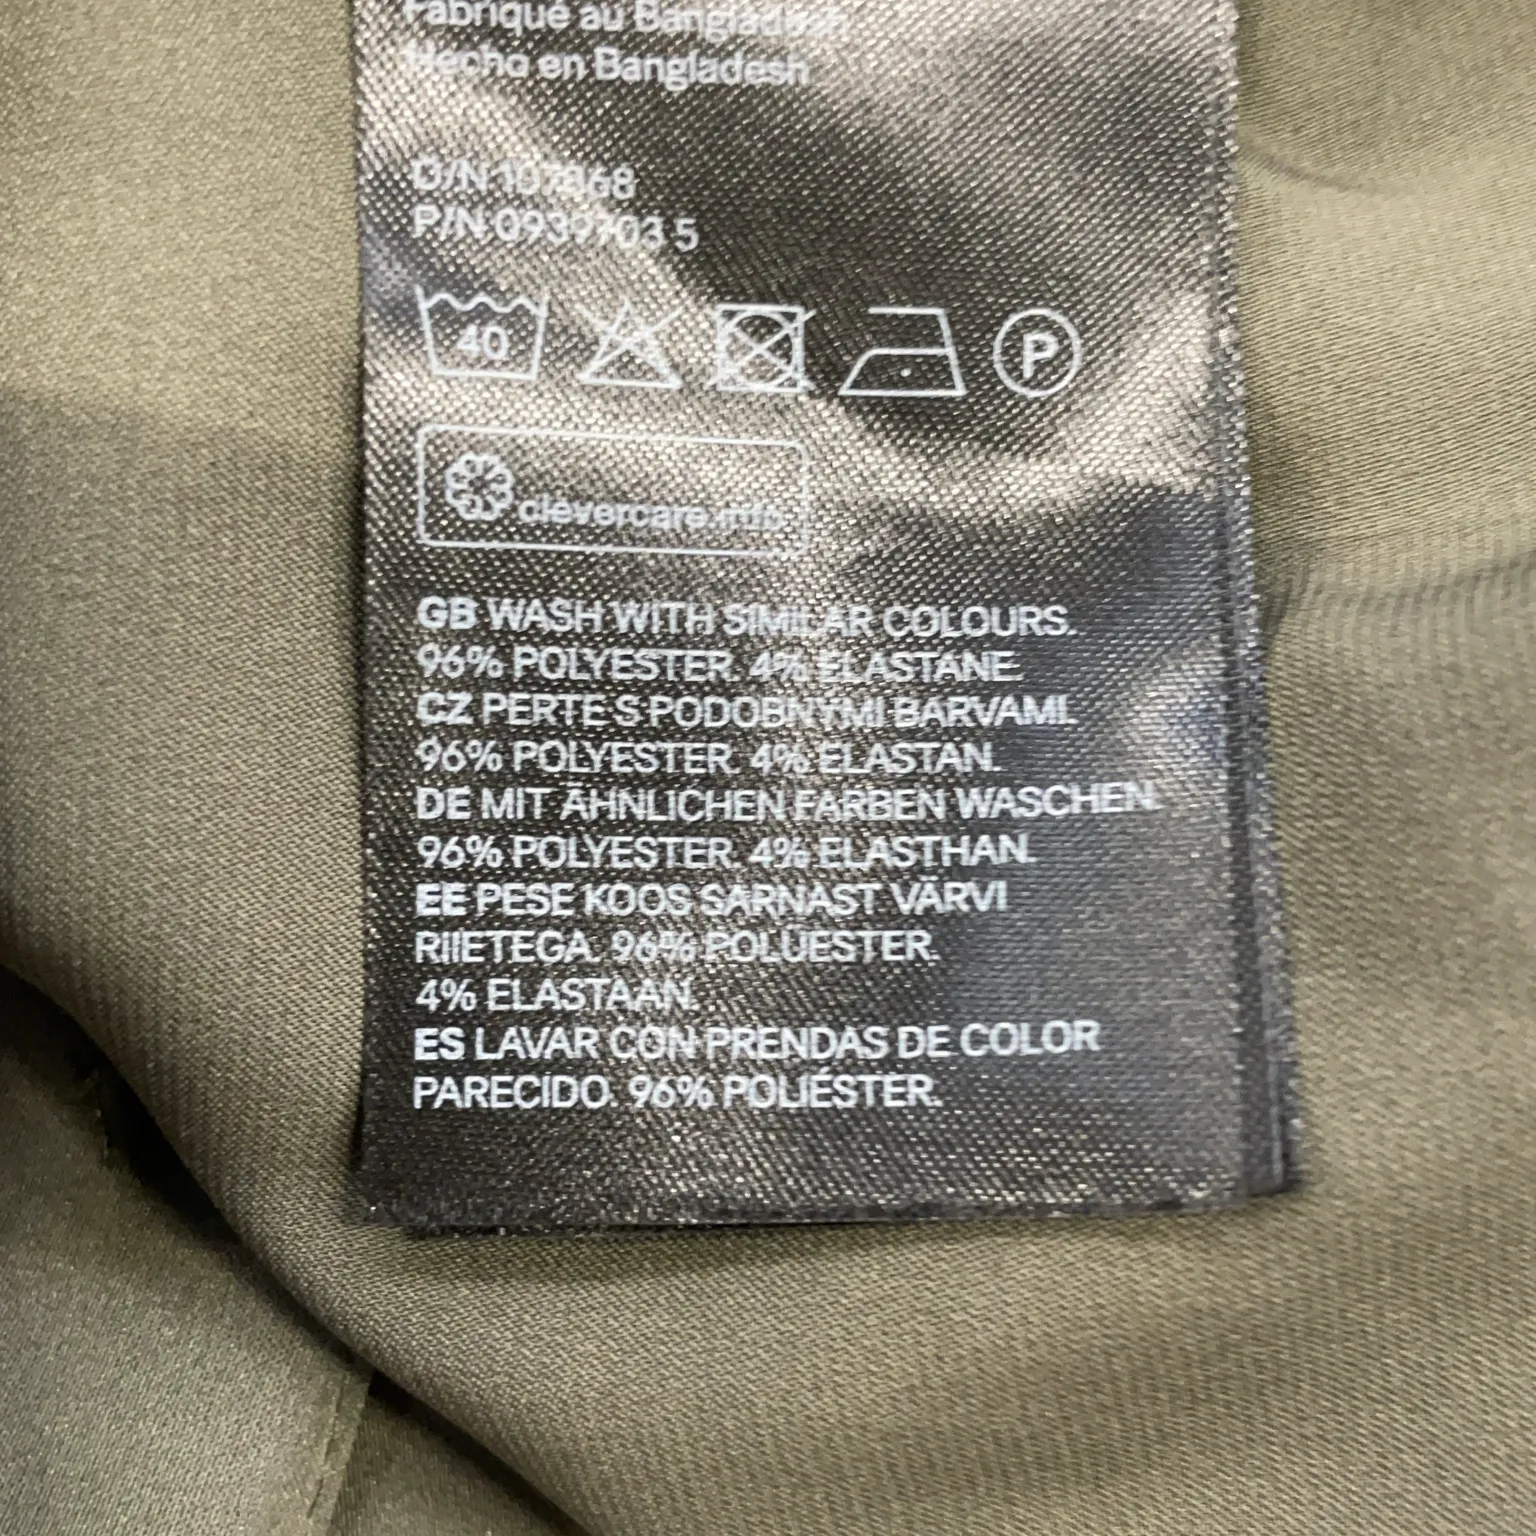 Fabriqué au Bangladesh
Hecho en Bangladesh
O/N
P/N 0939703 5
40
P
clevercare.info
GB WASH WITH SIMILAR COLOURS.
96% POLYESTER. 4% ELASTANE
CZ PERTE S PODOBNÝMI BARVAMI.
96% POLYESTER. 4% ELASTAN.
DE MIT ÄHNLICHEN FARBEN WASCHEN.
96% POLYESTER. 4% ELASTHAN.
EE PESE KOOS SARNAST VÄRVI
RIIETEGA. 96% POLÜESTER.
4% ELASTAAN.
ES LAVAR CON PRENDAS DE COLOR
PARECIDO. 96% POLIÉSTER.